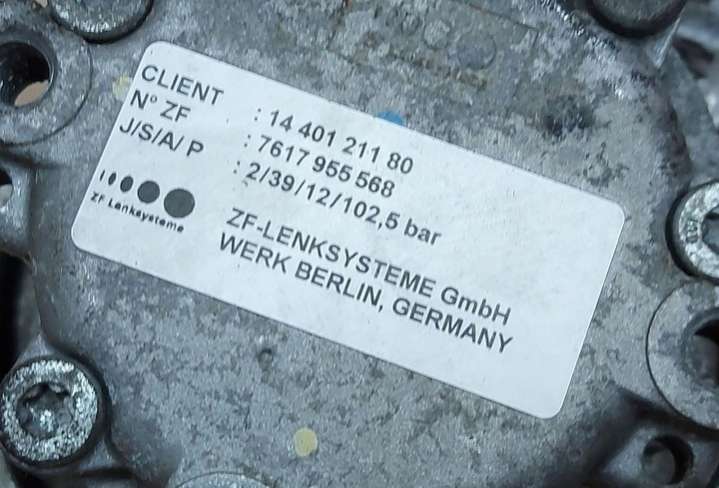 CLIENT : 14 401 211 80
N° ZF : 7617 955 568
J/S/A/ P : 2/39/12/102,5 bar
ZF Lenksysteme
ZF-LENKSYSTEME GmbH
WERK BERLIN, GERMANY